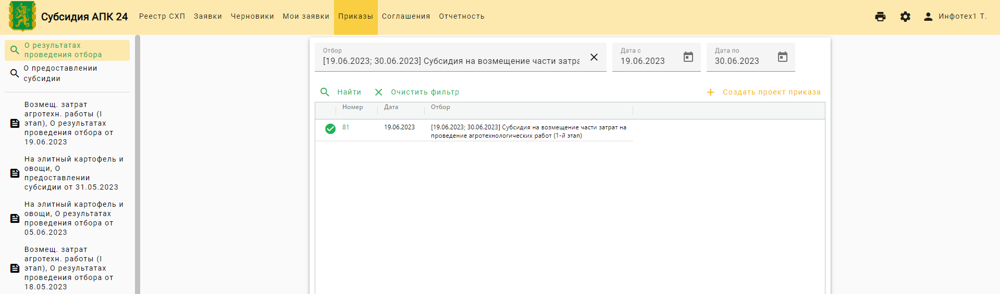 Субсидия АПК 24
Реестр СХП
Заявки
Черновики
Мои заявки
Приказы
Соглашения
Отчетность
Инфотех1 Т.
О результатах
проведения отбора
О предоставлении
субсидии
Возмещ. затрат
агротехн. работы (I
этап), О результатах
проведения отбора от
19.06.2023
На элитный картофель и
овощи, О
предоставлении
субсидии от 31.05.2023
На элитный картофель и
овощи, О результатах
проведения отбора от
05.06.2023
Возмещ. затрат
агротехн. работы (I
этап), О результатах
проведения отбора от
18.05.2023
Отбор
[19.06.2023; 30.06.2023] Субсидия на возмещение части затра
Дата с
19.06.2023
Дата по
30.06.2023
Найти
Очистить фильтр
Создать проект приказа
Номер
Дата
Отбор
81
19.06.2023
[19.06.2023; 30.06.2023] Субсидия на возмещение части затрат на
проведение агротехнологических работ (1-й этап)